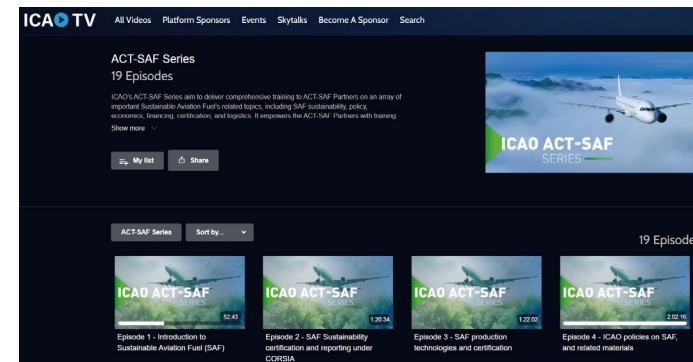 ICAO TV All Videos Platform Sponsors Events Skytalks Become A Sponsor Search
ACT-SAF Series
19 Episodes
ICAO's ACT-SAF Series aim to deliver comprehensive training to ACT-SAF Partners on an array of
important Sustainable Aviation Fuel's related topics, including SAF sustainability, policy,
economics, financing, certification, and logistics. It empowers the ACT-SAF Partners with training
Show more
ICAO ACT-SAF
SERIES
My list Share
ACT-SAF Series Sort by...
19 Episode
ICAO ACT-SAF
SERIES
52:43
Episode 1 - Introduction to
Sustainable Aviation Fuel (SAF)
ICAO ACT-SAF
SERIES
1:20:34
Episode 2 - SAF Sustainability
certification and reporting under
CORSIA
ICAO ACT-SAF
SERIES
1:22:02
Episode 3 - SAF production
technologies and certification
ICAO ACT-SAF
SERIES
2:02:16
Episode 4 - ICAO policies on SAF,
and related materials